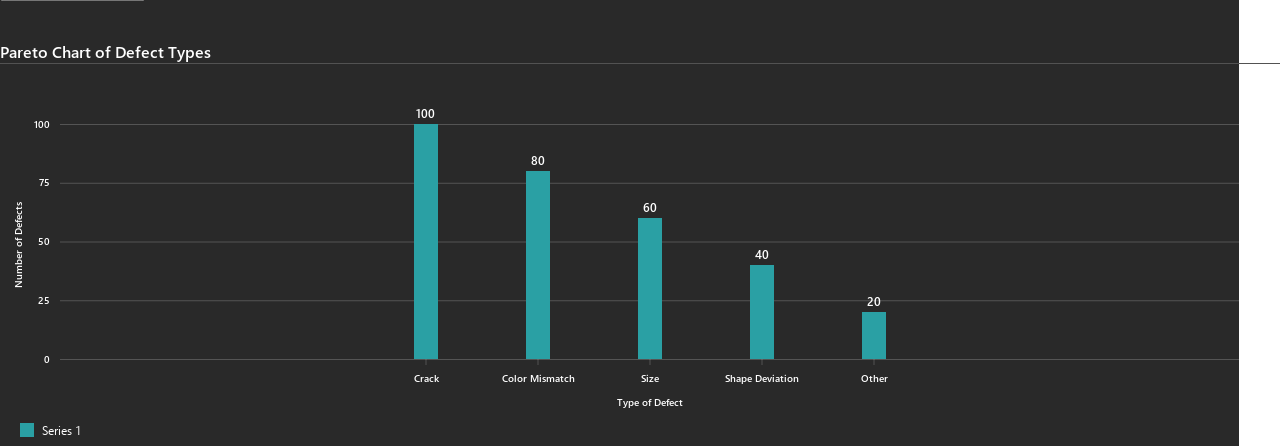 Pareto Chart of Defect Types
100
80
60
40
20
100
75
50
25
0
Number of Defects
Crack
Color Mismatch
Size
Shape Deviation
Other
Type of Defect
Series 1